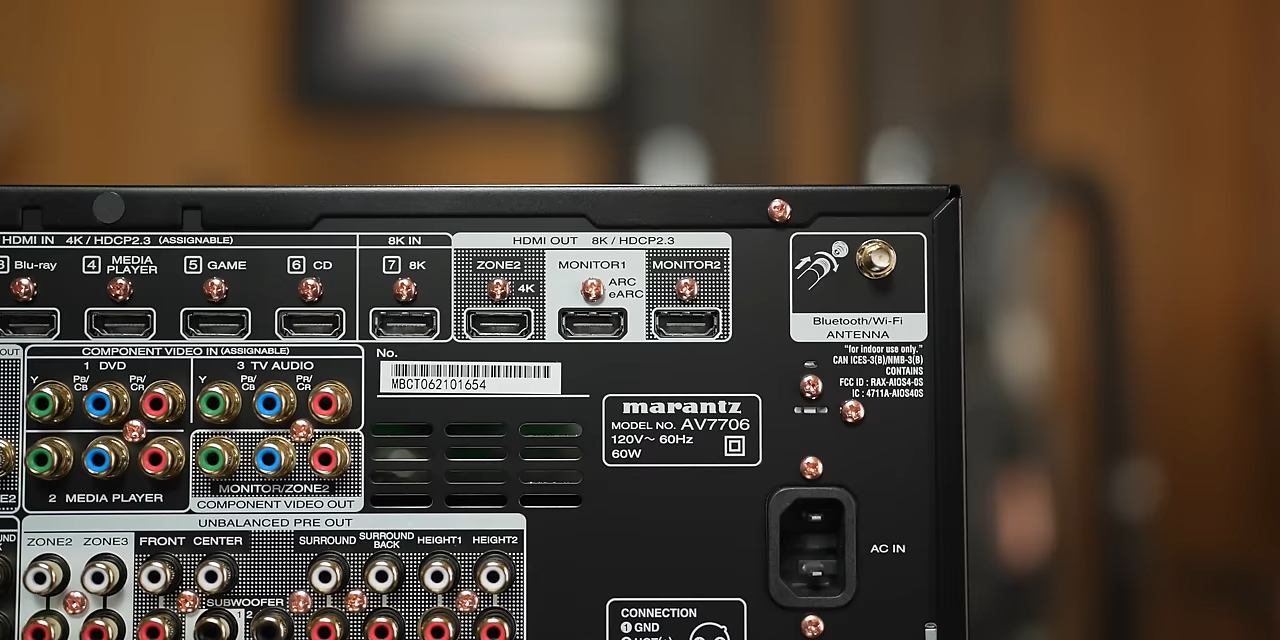 HDMI IN 4K / HDCP2.3 (ASSIGNABLE)
8K IN
HDMI OUT 8K / HDCP2.3
3 Blu-ray
4 MEDIA PLAYER
5 GAME
6 CD
7 8K
ZONE2
4K
MONITOR1
ARC
eARC
MONITOR2
Bluetooth/Wi-Fi
ANTENNA
"for indoor use only."
CAN ICES-3(B)/NMB-3(B)
CONTAINS
FCC ID : RAX-AIOS4-0S
IC : 4711A-AIOS40S
OUT
COMPONENT VIDEO IN (ASSIGNABLE)
1 DVD
3 TV AUDIO
Y PB/CB PR/CR
Y PB/CB PR/CR
2 MEDIA PLAYER
MONITOR/ZONE2
COMPONENT VIDEO OUT
No.
MBCT062101654
marantz
MODEL NO. AV7706
120V～ 60Hz
60W
AC IN
UNBALANCED PRE OUT
ZONE2
ZONE3
FRONT
CENTER
SURROUND
SURROUND BACK
HEIGHT1
HEIGHT2
SUBWOOFER
1 2
CONNECTION
1 GND